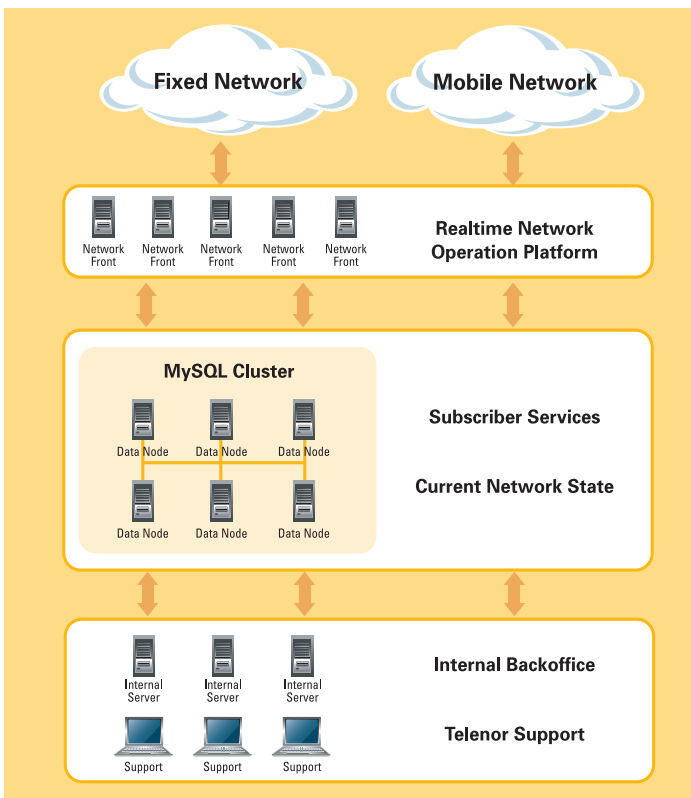 Fixed Network
Mobile Network
Network Front
Network Front
Network Front
Network Front
Network Front
Realtime Network
Operation Platform
MySQL Cluster
Data Node
Data Node
Data Node
Data Node
Data Node
Data Node
Subscriber Services
Current Network State
Internal Server
Internal Server
Internal Server
Support
Support
Support
Internal Backoffice
Telenor Support